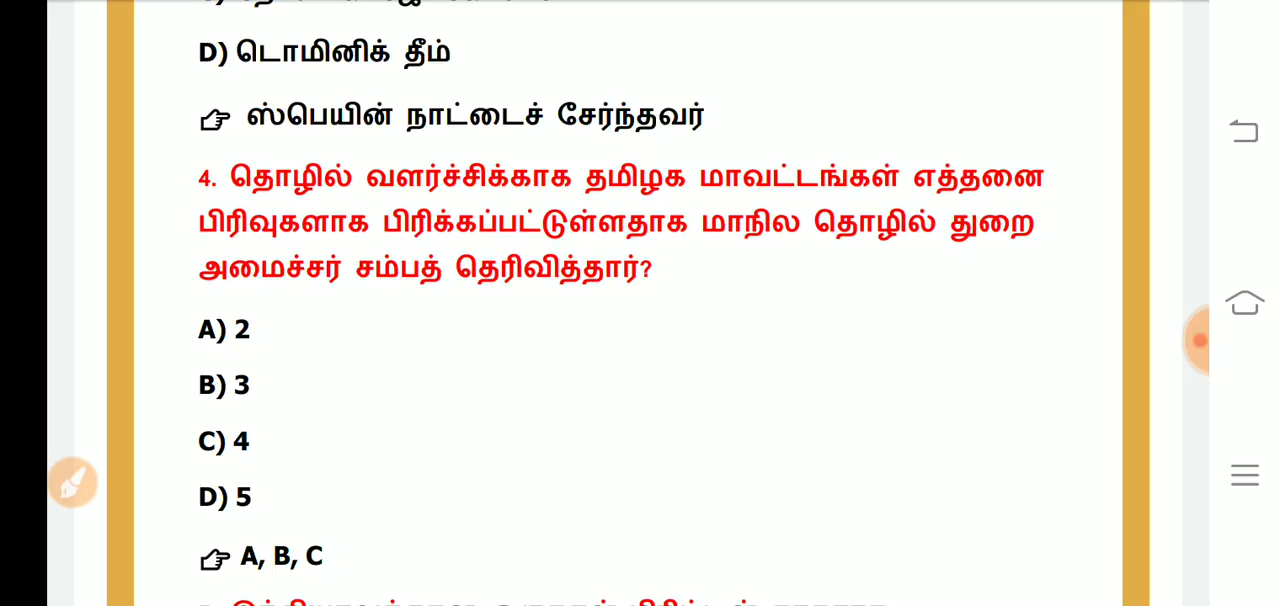 D) டொமினிக் தீம்
ஸ்பெயின் நாட்டைச் சேர்ந்தவர்
4. தொழில் வளர்ச்சிக்காக தமிழக மாவட்டங்கள் எத்தனை
பிரிவுகளாக பிரிக்கப்பட்டுள்ளதாக மாநில தொழில் துறை
அமைச்சர் சம்பத் தெரிவித்தார்?
A) 2
B) 3
C) 4
D) 5
A, B, C